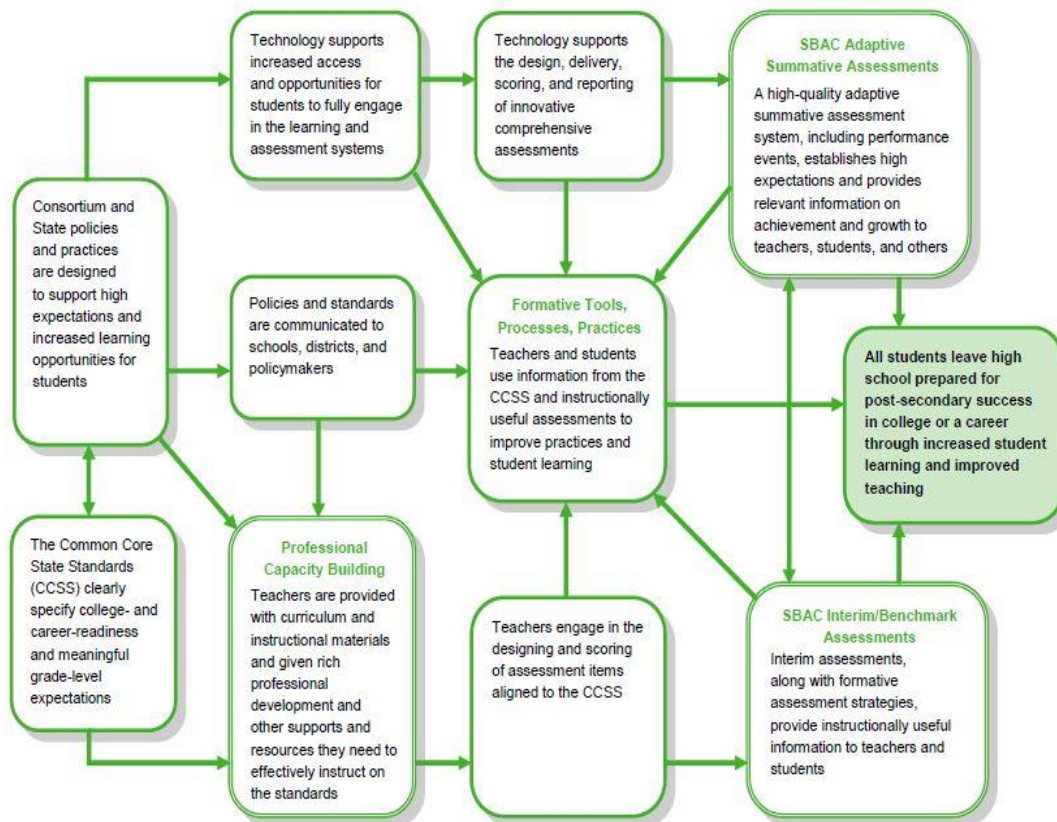 Technology supports
increased access
and opportunities for
students to fully engage
in the learning and
assessment systems
Technology supports
the design, delivery,
scoring, and reporting
of innovative
comprehensive
assessments
SBAC Adaptive
Summative Assessments
A high-quality adaptive
summative assessment
system, including performance
events, establishes high
expectations and provides
relevant information on
achievement and growth to
teachers, students, and others
Consortium and
State policies
and practices
are designed
to support high
expectations and
increased learning
opportunities for
students
Policies and standards
are communicated to
schools, districts, and
policymakers
Formative Tools,
Processes, Practices
Teachers and students
use information from the
CCSS and instructionally
useful assessments to
improve practices and
student learning
All students leave high
school prepared for
post-secondary success
in college or a career
through increased student
learning and improved
teaching
The Common Core
State Standards
(CCSS) clearly
specify college- and
career-readiness
and meaningful
grade-level
expectations
Professional
Capacity Building
Teachers are provided
with curriculum and
instructional materials
and given rich
professional
development and
other supports and
resources they need to
effectively instruct on
the standards
Teachers engage in the
designing and scoring
of assessment items
aligned to the CCSS
SBAC Interim/Benchmark
Assessments
Interim assessments,
along with formative
assessment strategies,
provide instructionally useful
information to teachers and
students